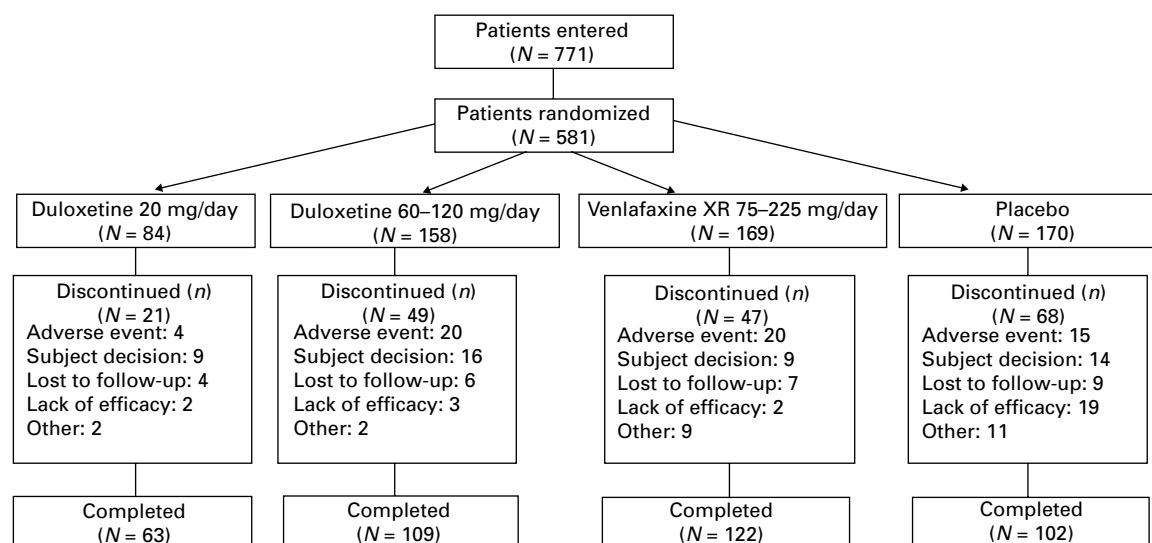 Patients entered
(N = 771)
Patients randomized
(N = 581)
Duloxetine 20 mg/day
(N = 84)
Duloxetine 60–120 mg/day
(N = 158)
Venlafaxine XR 75–225 mg/day
(N = 169)
Placebo
(N = 170)
Discontinued (n)
(N = 21)
Adverse event: 4
Subject decision: 9
Lost to follow-up: 4
Lack of efficacy: 2
Other: 2
Discontinued (n)
(N = 49)
Adverse event: 20
Subject decision: 16
Lost to follow-up: 6
Lack of efficacy: 3
Other: 2
Discontinued (n)
(N = 47)
Adverse event: 20
Subject decision: 9
Lost to follow-up: 7
Lack of efficacy: 2
Other: 9
Discontinued (n)
(N = 68)
Adverse event: 15
Subject decision: 14
Lost to follow-up: 9
Lack of efficacy: 19
Other: 11
Completed
(N = 63)
Completed
(N = 109)
Completed
(N = 122)
Completed
(N = 102)